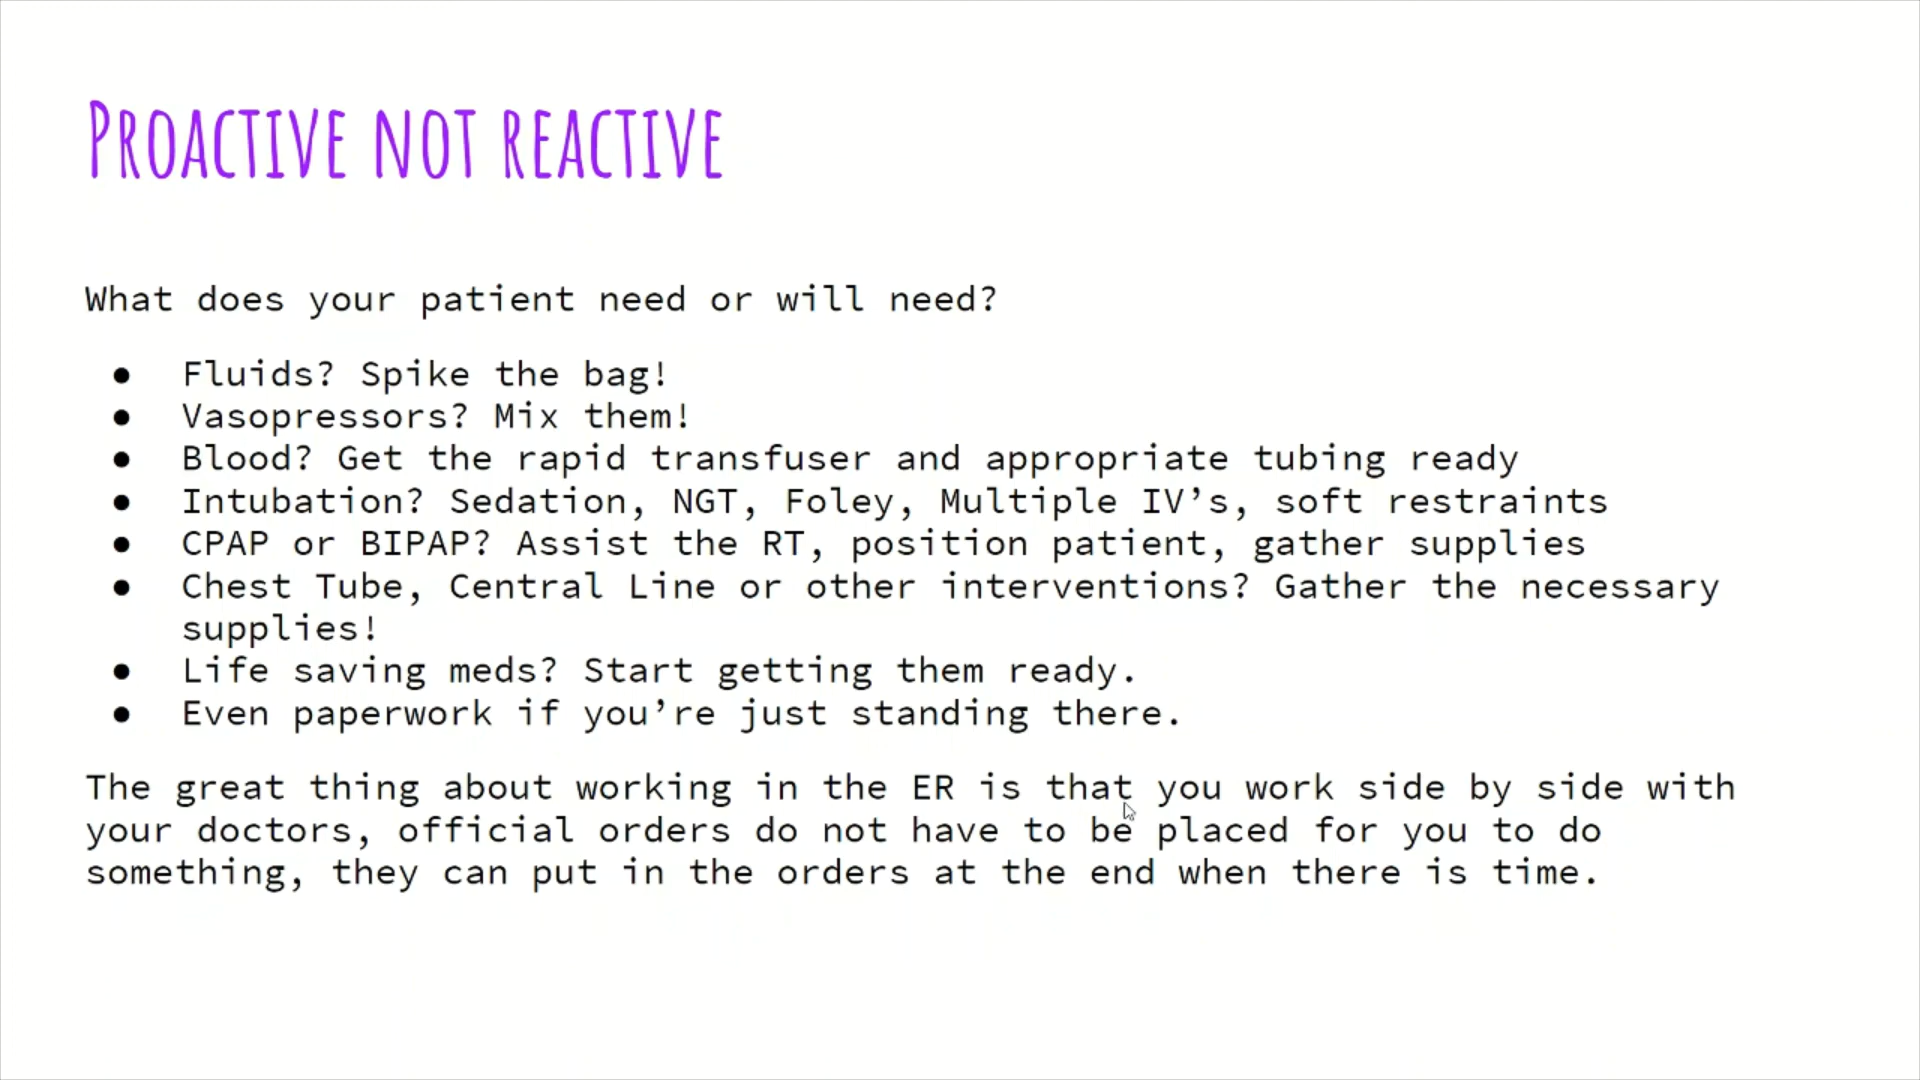 Proactive not reactive
What does your patient need or will need?
● Fluids? Spike the bag!
● Vasopressors? Mix them!
● Blood? Get the rapid transfuser and appropriate tubing ready
● Intubation? Sedation, NGT, Foley, Multiple IV’s, soft restraints
● CPAP or BIPAP? Assist the RT, position patient, gather supplies
● Chest Tube, Central Line or other interventions? Gather the necessary
supplies!
● Life saving meds? Start getting them ready.
● Even paperwork if you’re just standing there.
The great thing about working in the ER is that you work side by side with
your doctors, official orders do not have to be placed for you to do
something, they can put in the orders at the end when there is time.